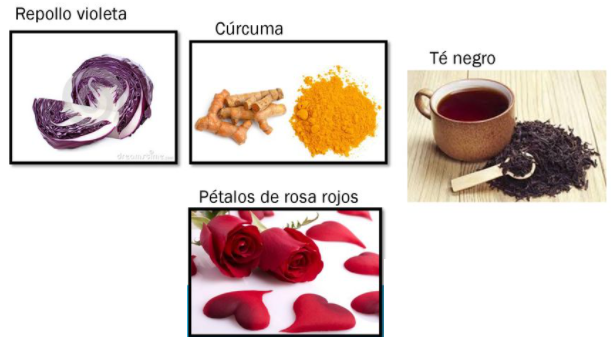 Repollo violeta
Cúrcuma
Té negro
Pétalos de rosa rojos